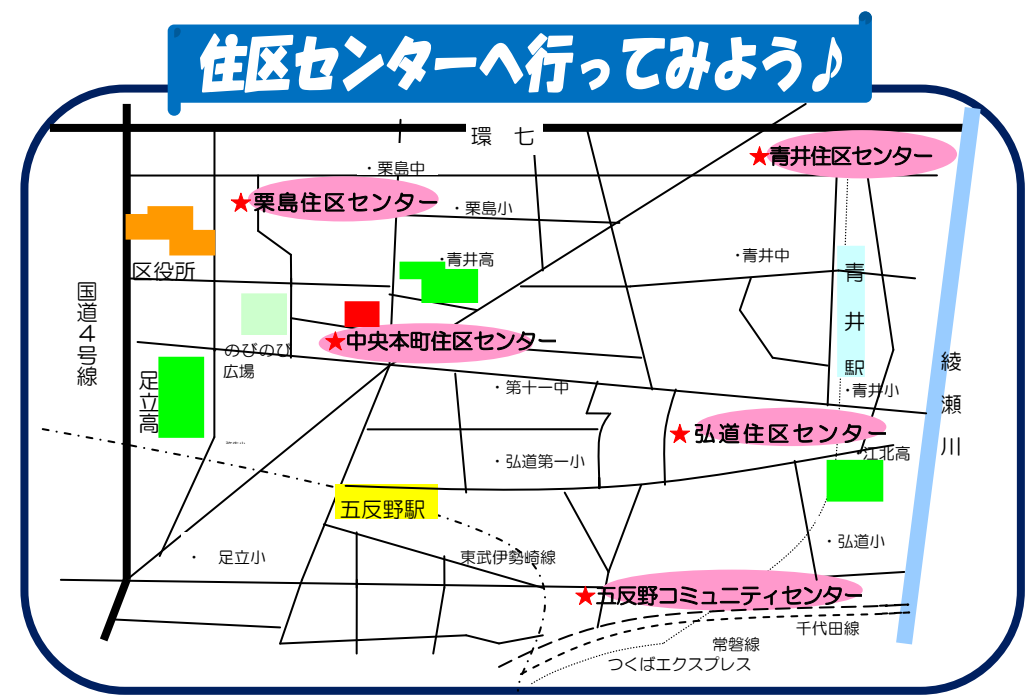 住区センターへ行ってみよう♪
環 七
・栗島中
★青井住区センター
★栗島住区センター
・栗島小
区役所
・青井高
・青井中
青井駅
国道4号線
のびのび
広場
★中央本町住区センター
足立高
・第十一中
・青井小
綾瀬川
★弘道住区センター
・弘道第一小
・江北高
五反野駅
・ 足立小
東武伊勢崎線
・弘道小
★五反野コミュニティセンター
千代田線
常磐線
つくばエクスプレス